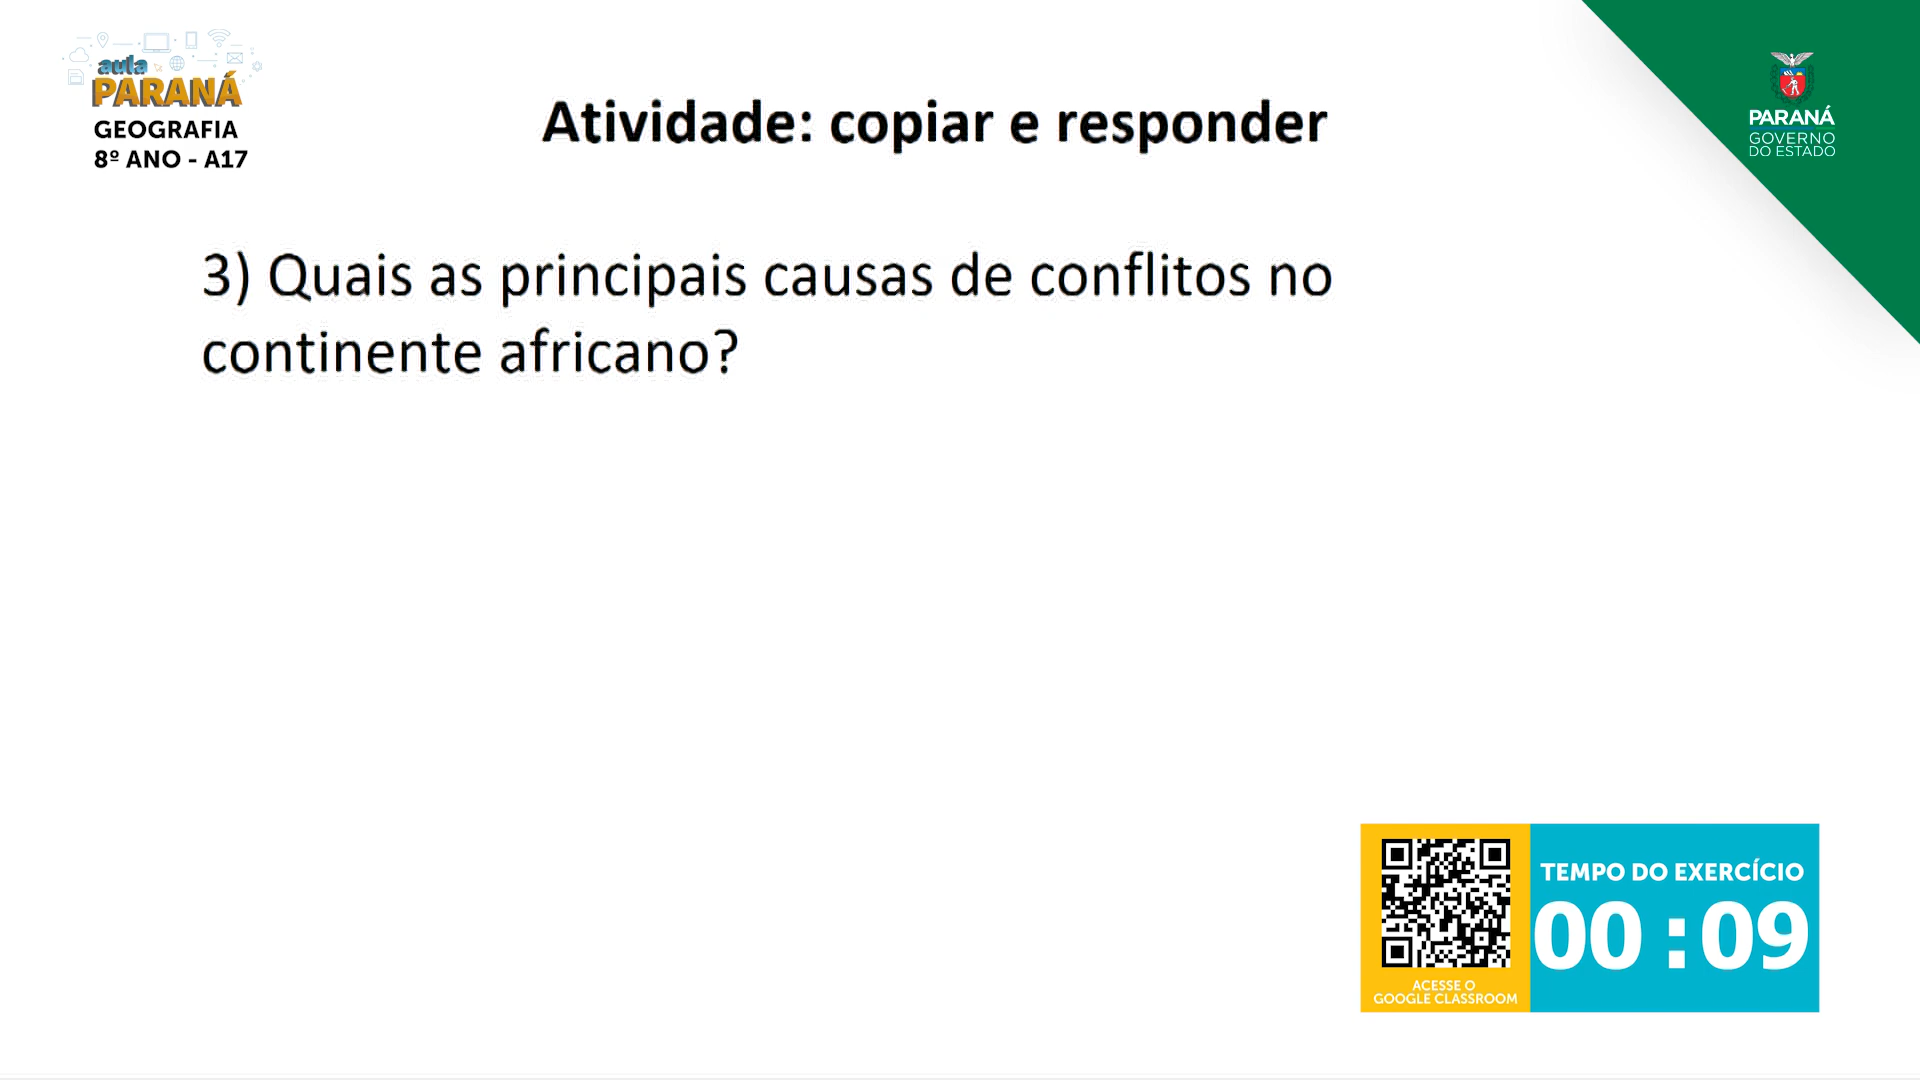 aula
PARANÁ
GEOGRAFIA
8º ANO - A17
Atividade: copiar e responder
PARANÁ
GOVERNO
DO ESTADO
3) Quais as principais causas de conflitos no
continente africano?
TEMPO DO EXERCÍCIO
00:09
ACESSE O
GOOGLE CLASSROOM